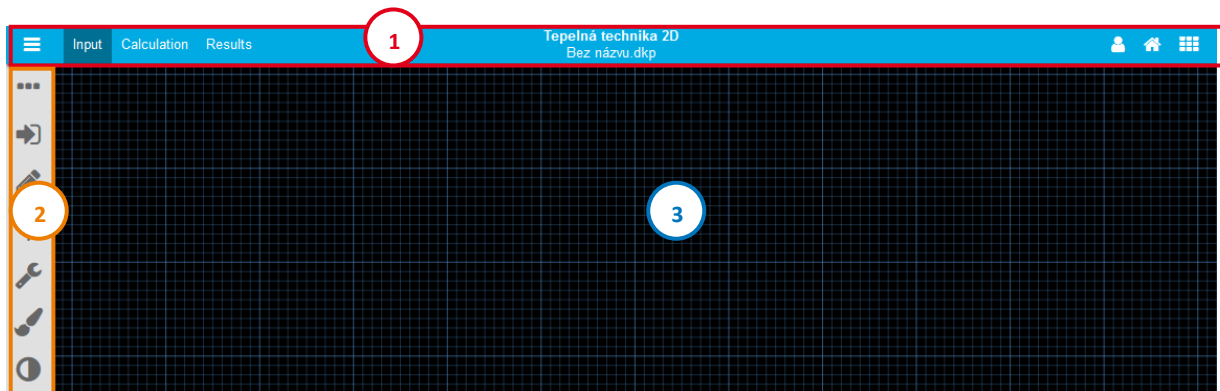 Input Calculation Results
1
Tepelná technika 2D
Bez názvu.dkp
2
3